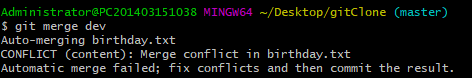 Administrator@PC201403151038 MINGW64 ~/Desktop/gitClone (master)
$ git merge dev
Auto-merging birthday.txt
CONFLICT (content): Merge conflict in birthday.txt
Automatic merge failed; fix conflicts and then commit the result.